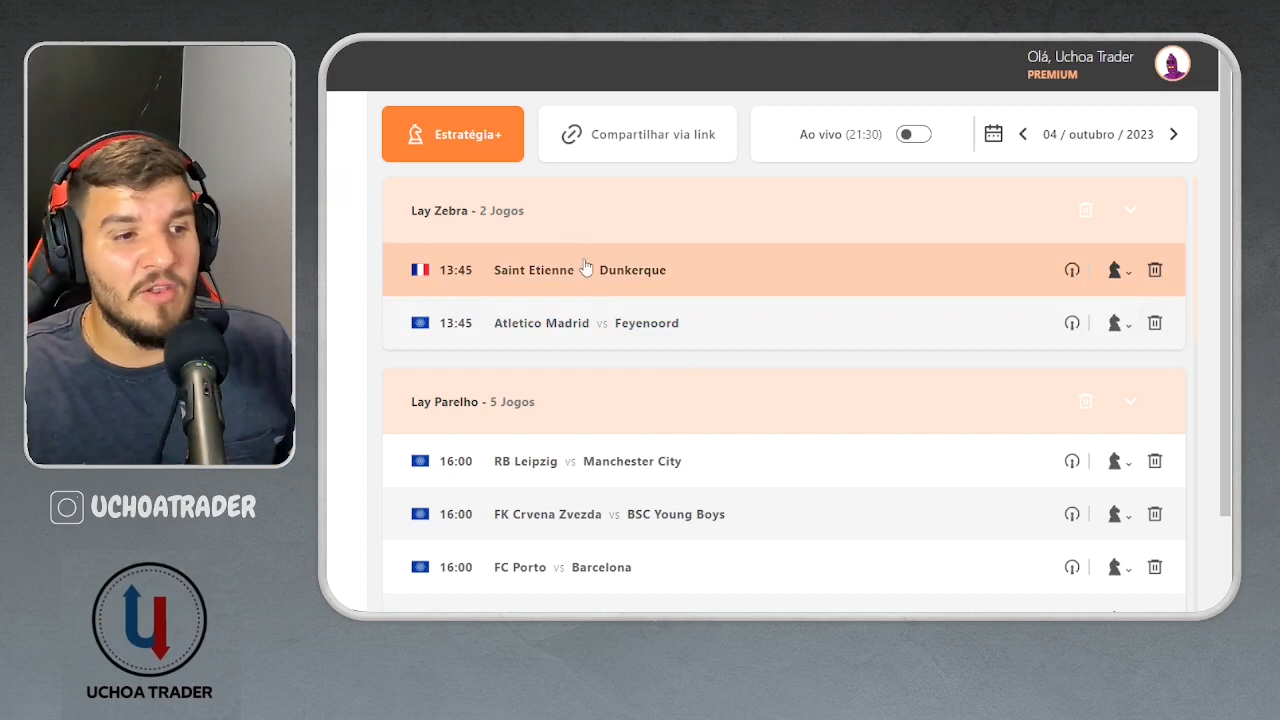 Olá, Uchoa Trader
PREMIUM
Estratégia+
Compartilhar via link
Ao vivo (21:30)
04 / outubro / 2023
Lay Zebra - 2 Jogos
13:45 Saint Etienne Dunkerque
13:45 Atletico Madrid vs Feyenoord
Lay Parelho - 5 Jogos
16:00 RB Leipzig vs Manchester City
16:00 FK Crvena Zvezda vs BSC Young Boys
16:00 FC Porto vs Barcelona
UCHOATRADER
U
UCHOA TRADER